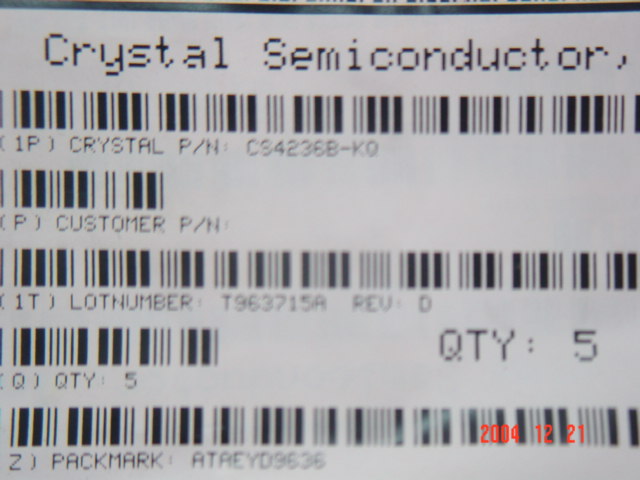 Crystal Semiconductor,
(1P) CRYSTAL P/N: CS4236B-KQ
(P) CUSTOMER P/N:
(1T) LOTNUMBER: T963715A REV: D
QTY: 5
(Q) QTY: 5
2004 12 21
Z) PACKMARK: ATAEYD9636